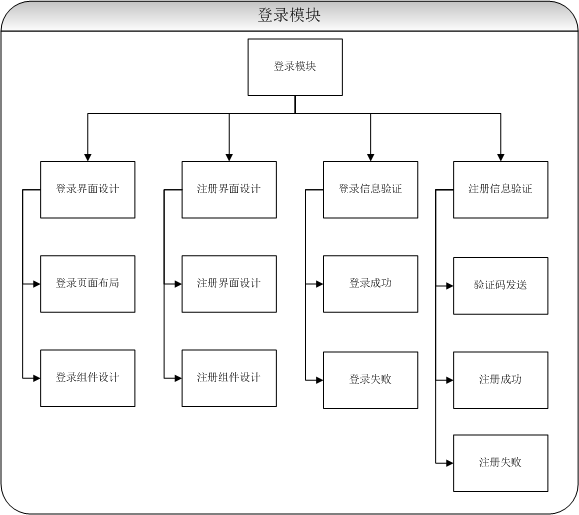 登录模块
登录模块
登录界面设计
注册界面设计
登录信息验证
注册信息验证
登录页面布局
注册界面设计
登录成功
验证码发送
登录组件设计
注册组件设计
登录失败
注册成功
注册失败